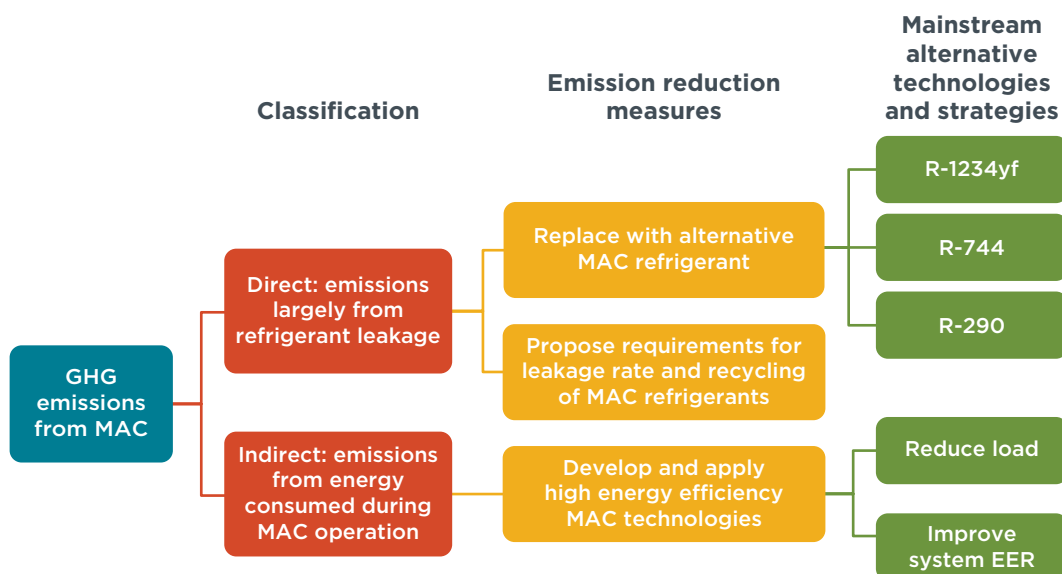 Classification
Emission reduction
measures
Mainstream
alternative
technologies
and strategies
GHG
emissions
from MAC
Direct: emissions
largely from
refrigerant leakage
Indirect: emissions
from energy
consumed during
MAC operation
Replace with alternative
MAC refrigerant
Propose requirements for
leakage rate and recycling
of MAC refrigerants
Develop and apply
high energy efficiency
MAC technologies
R-1234yf
R-744
R-290
Reduce load
Improve
system EER